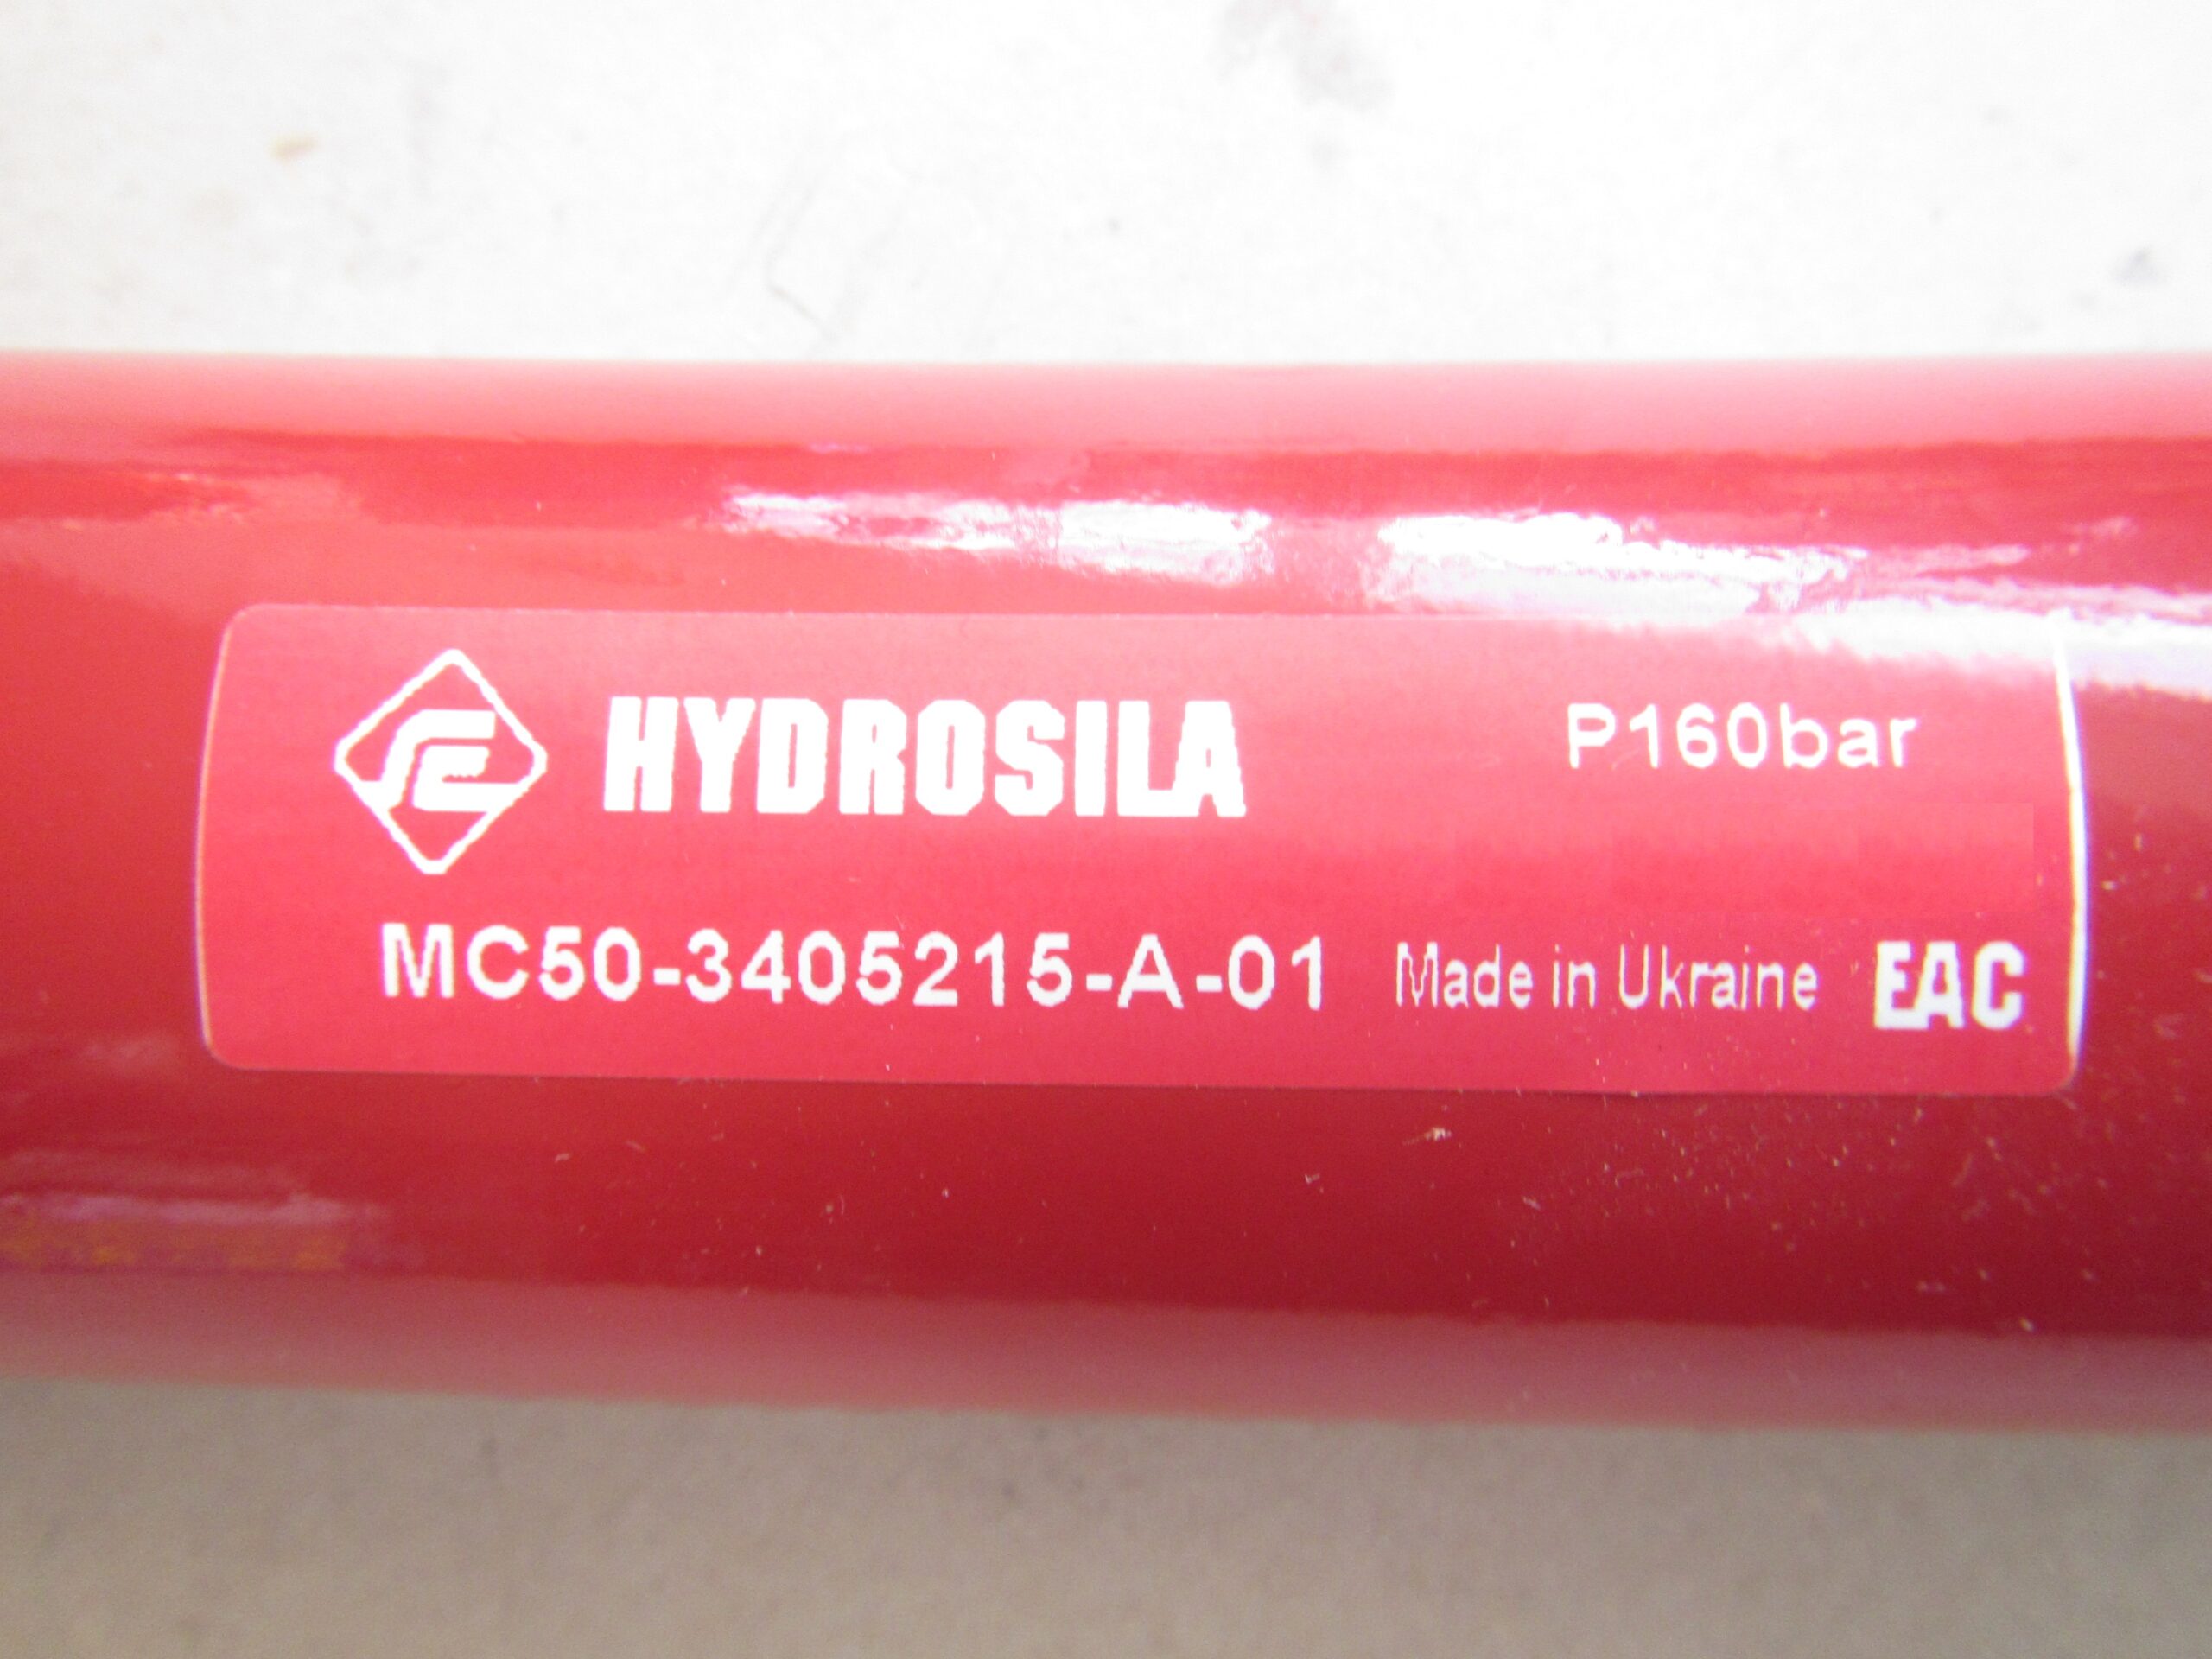 HYDROSILA P160bar
MC50-3405215-A-01 Made in Ukraine EAC